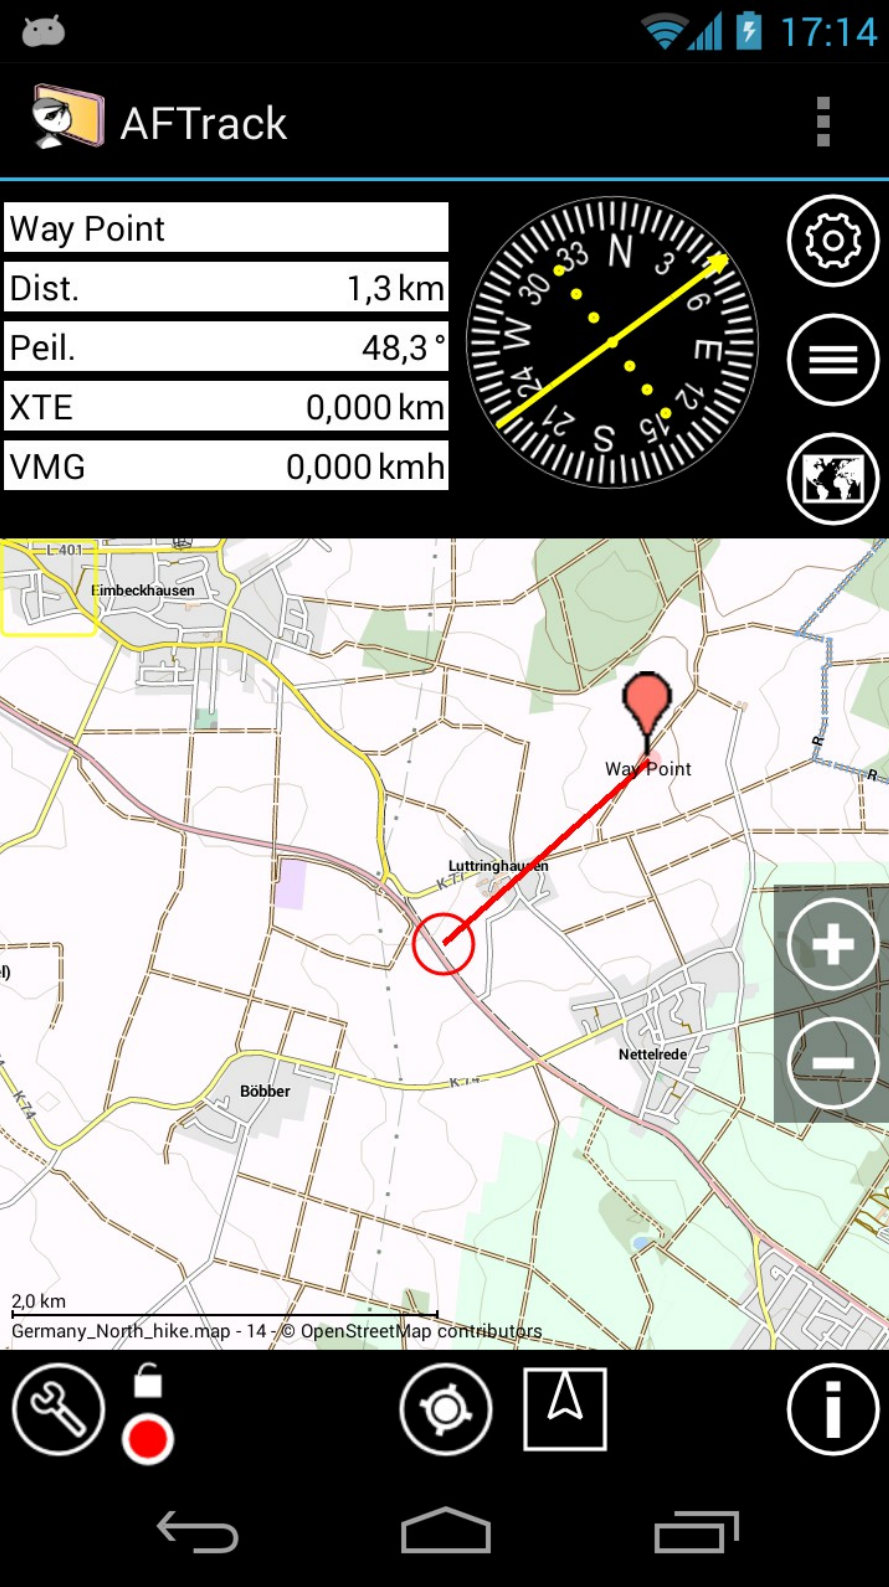 17:14
AFTrack
Way Point
Dist. 1,3 km
Peil. 48,3 °
XTE 0,000 km
VMG 0,000 kmh
N
3
6
E
12
15
S
21
24
W
30
33
L 401
Eimbeckhausen
R
Way Point
R
Luttringhausen
K 77
l)
Nettelrede
K 74
Böbber
K 74
2,0 km
Germany_North_hike.map - 14 - © OpenStreetMap contributors